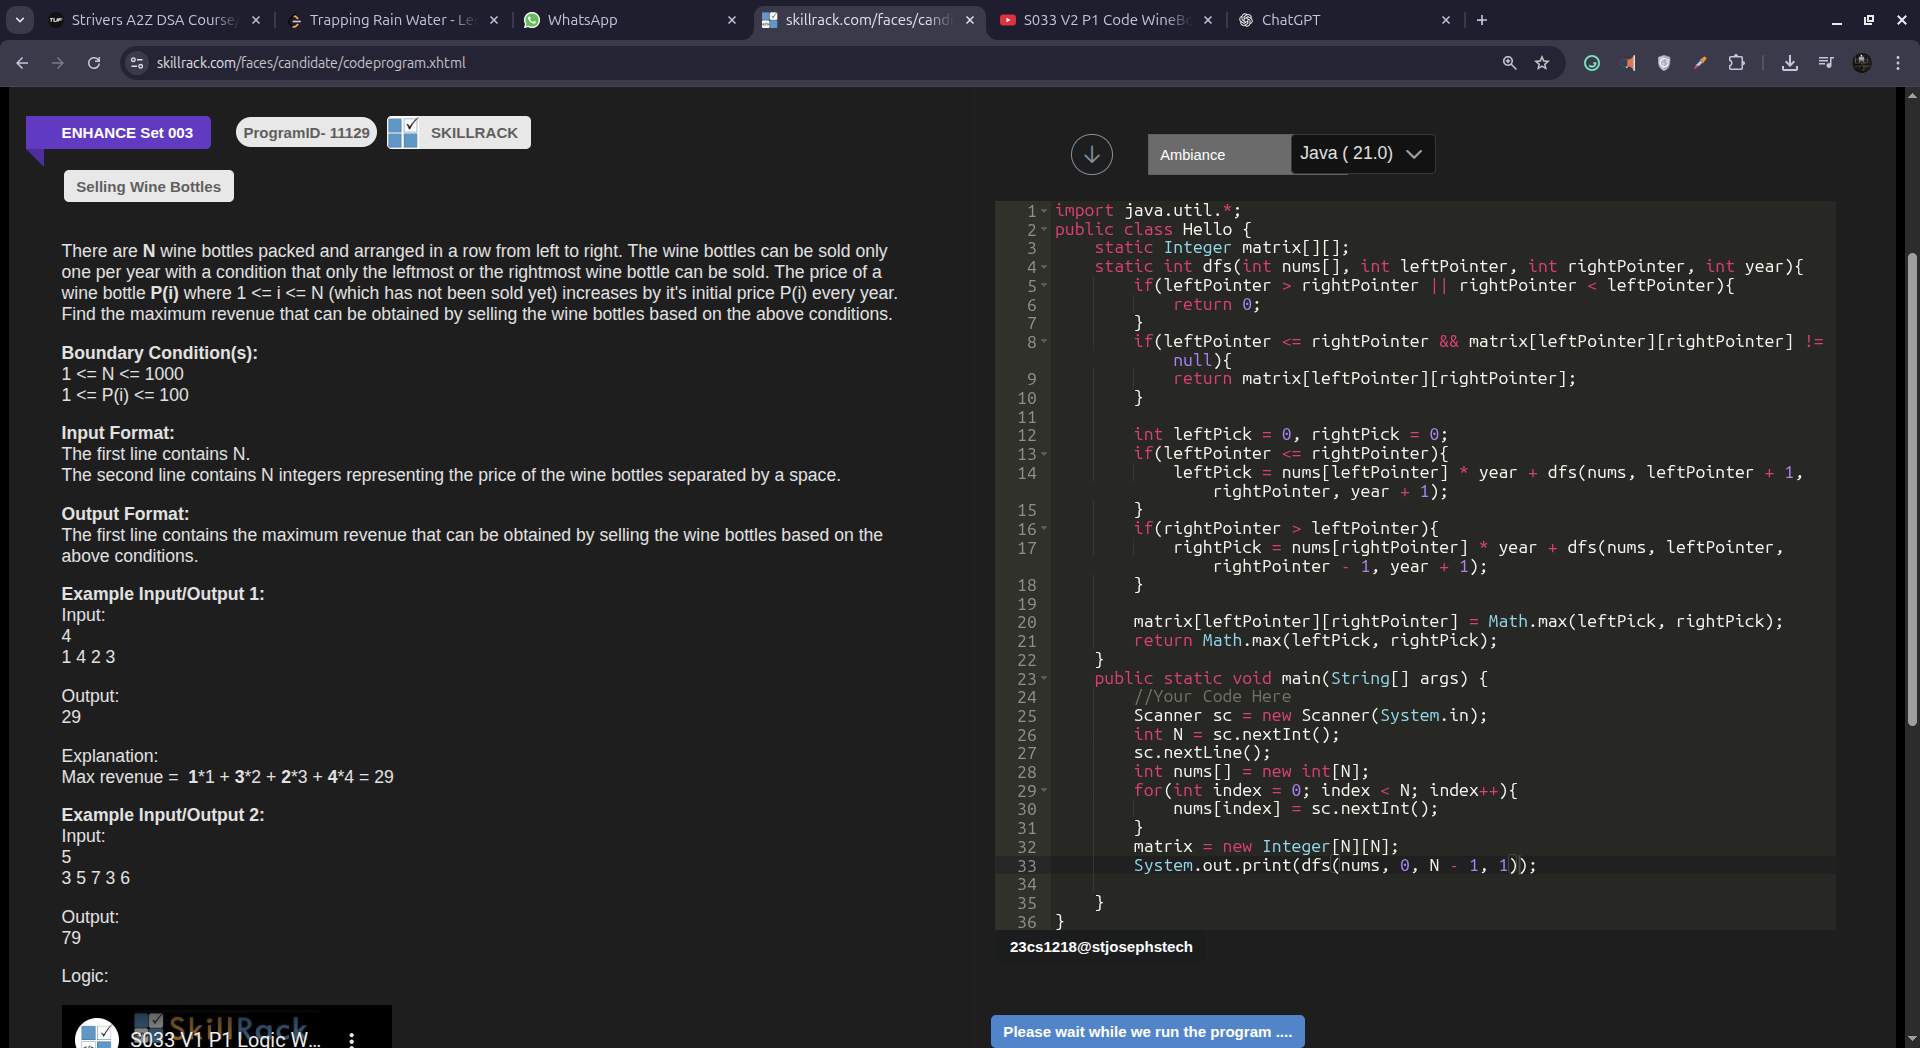 Strivers A2Z DSA Course
Trapping Rain Water - Le
WhatsApp
skillrack.com/faces/cand
S033 V2 P1 Code WineB
ChatGPT
skillrack.com/faces/candidate/codeprogram.xhtml
ENHANCE Set 003
ProgramID- 11129
SKILLRACK
Selling Wine Bottles
There are N wine bottles packed and arranged in a row from left to right. The wine bottles can be sold only
one per year with a condition that only the leftmost or the rightmost wine bottle can be sold. The price of a
wine bottle P(i) where 1 <= i <= N (which has not been sold yet) increases by it's initial price P(i) every year.
Find the maximum revenue that can be obtained by selling the wine bottles based on the above conditions.
Boundary Condition(s):
1 <= N <= 1000
1 <= P(i) <= 100
Input Format:
The first line contains N.
The second line contains N integers representing the price of the wine bottles separated by a space.
Output Format:
The first line contains the maximum revenue that can be obtained by selling the wine bottles based on the
above conditions.
Example Input/Output 1:
Input:
4
1 4 2 3
Output:
29
Explanation:
Max revenue =  1*1 + 3*2 + 2*3 + 4*4 = 29
Example Input/Output 2:
Input:
5
3 5 7 3 6
Output:
79
Logic:
SkillRack
S033 V1 P1 Logic W...
Ambiance
Java ( 21.0)
1 import java.util.*;
2 public class Hello {
3     static Integer matrix[][];
4     static int dfs(int nums[], int leftPointer, int rightPointer, int year){
5         if(leftPointer > rightPointer || rightPointer < leftPointer){
6             return 0;
7         }
8         if(leftPointer <= rightPointer && matrix[leftPointer][rightPointer] !=
            null){
9             return matrix[leftPointer][rightPointer];
10         }
11
12         int leftPick = 0, rightPick = 0;
13         if(leftPointer <= rightPointer){
14             leftPick = nums[leftPointer] * year + dfs(nums, leftPointer + 1,
                rightPointer, year + 1);
15         }
16         if(rightPointer > leftPointer){
17             rightPick = nums[rightPointer] * year + dfs(nums, leftPointer,
                rightPointer - 1, year + 1);
18         }
19
20         matrix[leftPointer][rightPointer] = Math.max(leftPick, rightPick);
21         return Math.max(leftPick, rightPick);
22     }
23     public static void main(String[] args) {
24         //Your Code Here
25         Scanner sc = new Scanner(System.in);
26         int N = sc.nextInt();
27         sc.nextLine();
28         int nums[] = new int[N];
29         for(int index = 0; index < N; index++){
30             nums[index] = sc.nextInt();
31         }
32         matrix = new Integer[N][N];
33         System.out.print(dfs(nums, 0, N - 1, 1));
34
35     }
36 }
23cs1218@stjosephstech
Please wait while we run the program ....